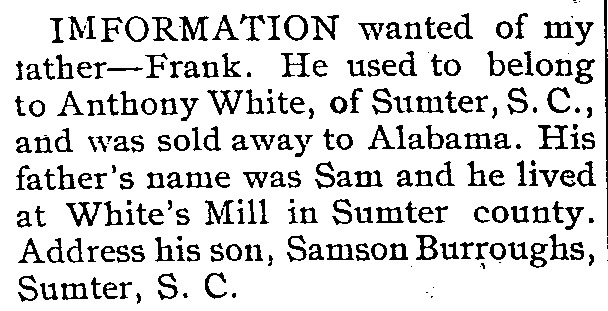 IMFORMATION wanted of my
father—Frank. He used to belong
to Anthony White, of Sumter, S. C.,
and was sold away to Alabama. His
father's name was Sam and he lived
at White's Mill in Sumter county.
Address his son, Samson Burroughs,
Sumter, S. C.